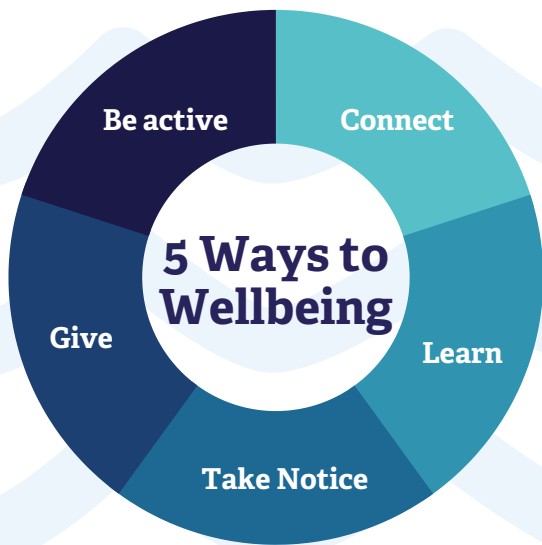 5 Ways to
Wellbeing
Connect
Learn
Take Notice
Give
Be active